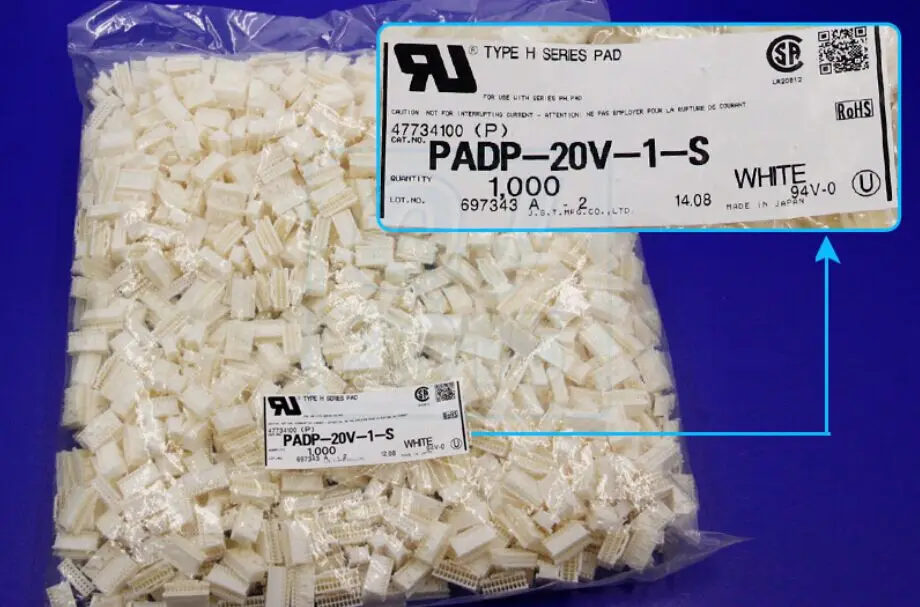 ® TYPE H SERIES PAD
LR20812
FOR USE WITH SERIES PH,PAD
CAUTION: NOT FOR INTERRUPTING CURRENT - ATTENTION: NE PAS EMPLOYER POUR LA RUPTURE DE COURANT
RoHS
47734100 (P)
CAT.NO. PADP-20V-1-S
QUANTITY 1,000 WHITE 94V-0 U
LOT.NO. 697343 A - 2 14.08 MADE IN JAPAN
J.S.T.MFG.CO.,LTD.
TYPE H SERIES PAD
47734100 (P)
PADP-20V-1-S
1,000 WHITE 94V-0 U
697343 A - 2